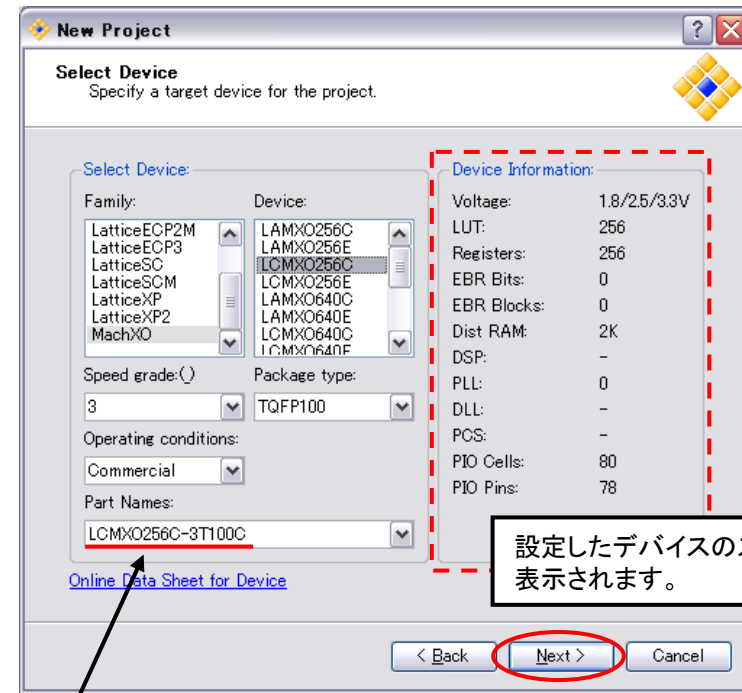 New Project
Select Device
Specify a target device for the project.
Select Device:
Family:
Device:
LatticeECP2M
LatticeECP3
LatticeSC
LatticeSCM
LatticeXP
LatticeXP2
MachXO
LAMXO256C
LAMXO256E
LCMXO256C
LCMXO256E
LAMXO640C
LAMXO640E
LCMXO640C
LCMXO640E
Speed grade:()
Package type:
3
TQFP100
Operating conditions:
Commercial
Part Names:
LCMXO256C-3T100C
Online Data Sheet for Device
Device Information:
Voltage: 1.8/2.5/3.3V
LUT: 256
Registers: 256
EBR Bits: 0
EBR Blocks: 0
Dist RAM: 2K
DSP: -
PLL: 0
DLL: -
PCS: -
PIO Cells: 80
PIO Pins: 78
設定したデバイスの
表示されます。
< Back
Next >
Cancel